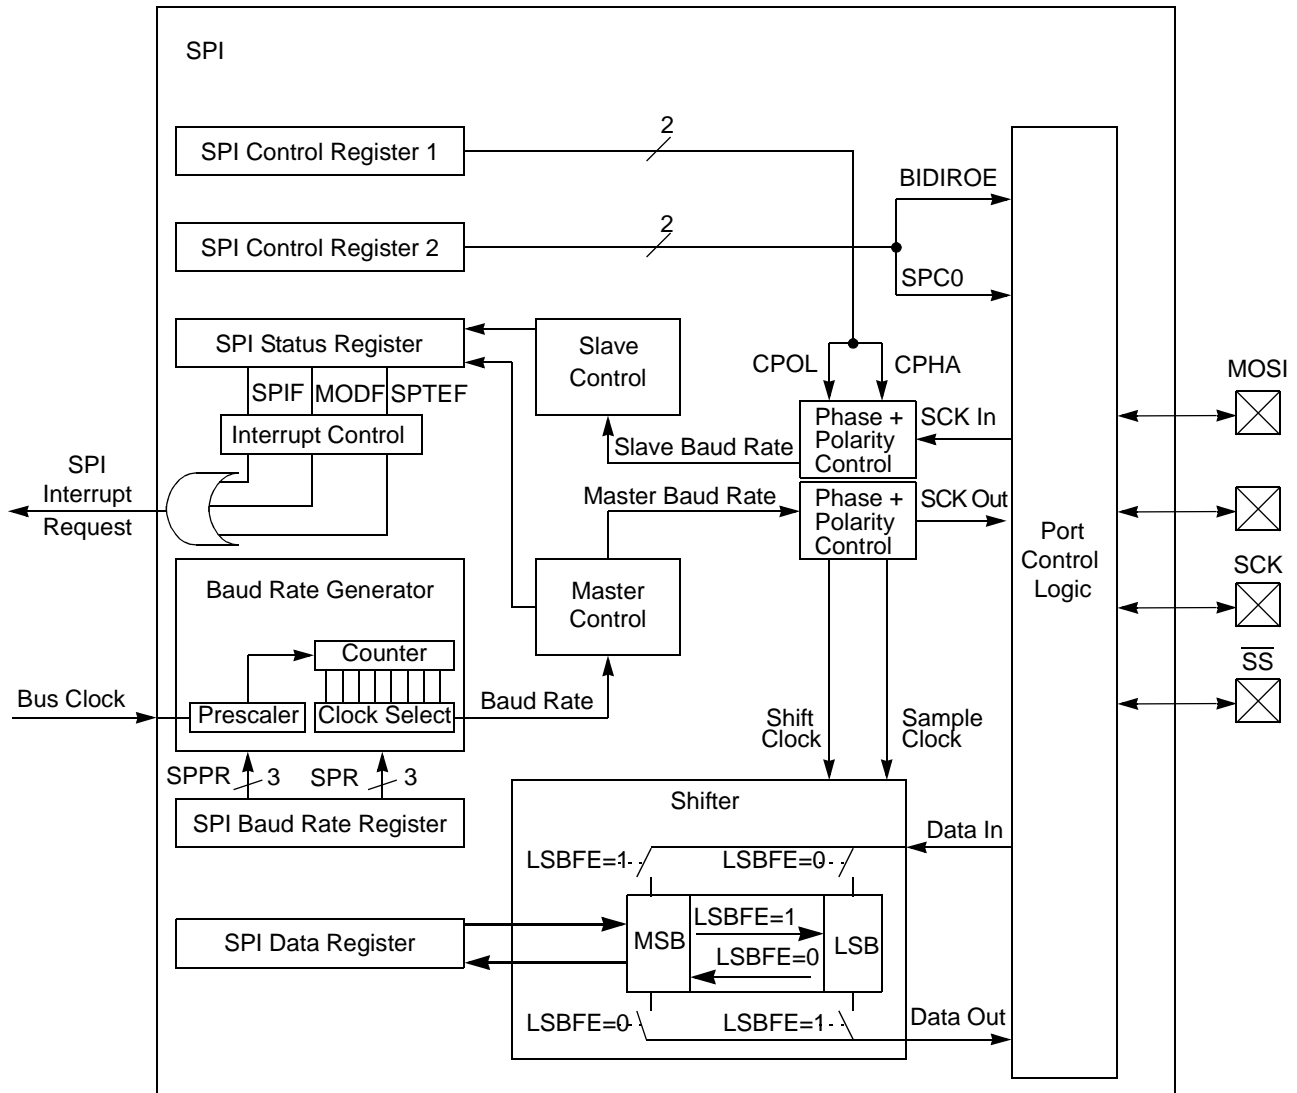 SPI
SPI Control Register 1
2
BIDIROE
SPI Control Register 2
2
SPC0
SPI Status Register
Slave
Control
CPOL
CPHA
MOSI
SPIF
MODF
SPTEF
Interrupt Control
Phase +
Polarity
Control
SCK In
Slave Baud Rate
SPI
Interrupt
Request
Master Baud Rate
Phase +
Polarity
Control
SCK Out
Port
Control
Logic
SCK
Baud Rate Generator
Master
Control
Counter
SS
Bus Clock
Prescaler
Clock Select
Baud Rate
Shift
Clock
Sample
Clock
SPPR
3
SPR
3
SPI Baud Rate Register
Shifter
Data In
LSBFE=1
LSBFE=0
SPI Data Register
MSB
LSBFE=1
LSBFE=0
LSB
LSBFE=0
LSBFE=1
Data Out